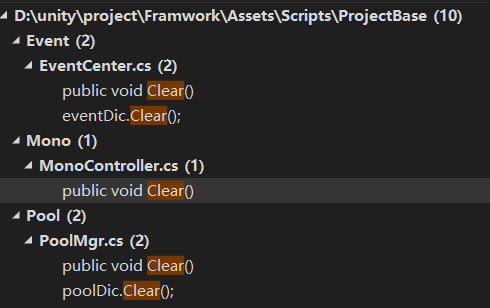 D:\unity\project\Framwork\Assets\Scripts\ProjectBase (10)
Event (2)
EventCenter.cs (2)
public void Clear()
eventDic.Clear();
Mono (1)
MonoController.cs (1)
public void Clear()
Pool (2)
PoolMgr.cs (2)
public void Clear()
poolDic.Clear();